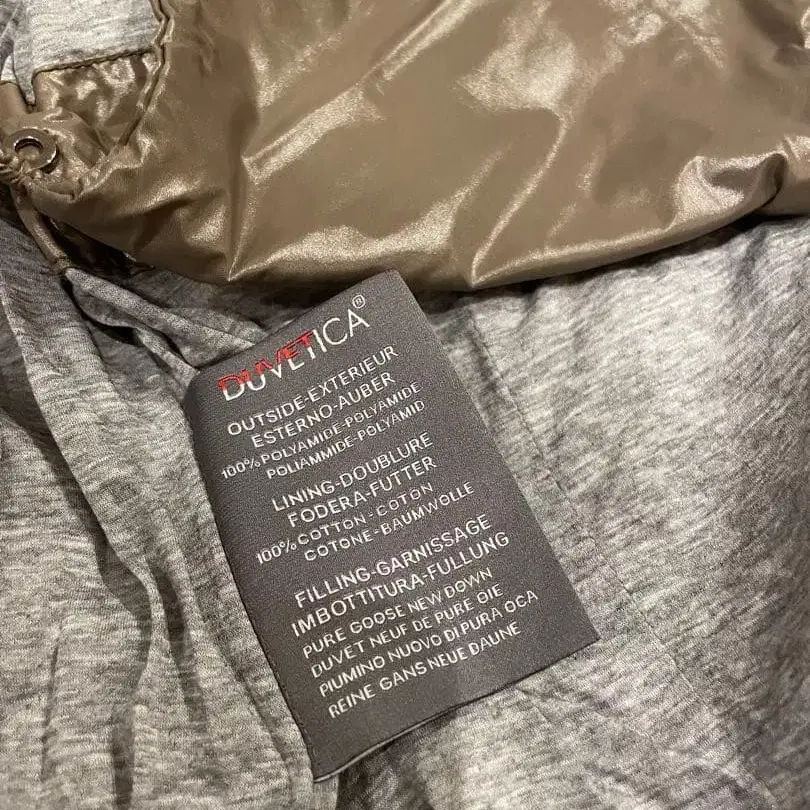 DUVETICA®
OUTSIDE-EXTERIEUR
ESTERNO-AUBER
100% POLYAMIDE-POLYAMIDE
POLIAMMIDE-POLYAMID
LINING-DOUBLURE
FODERA-FUTTER
100% COTTON-COTON
COTONE-BAUMWOLLE
FILLING-GARNISSAGE
IMBOTTITURA-FULLUNG
PURE GOOSE NEW DOWN
DUVET NEUF DE PURE OIE
PIUMINO NUOVO DI PURA OCA
REINE GANS NEUE DAUNE